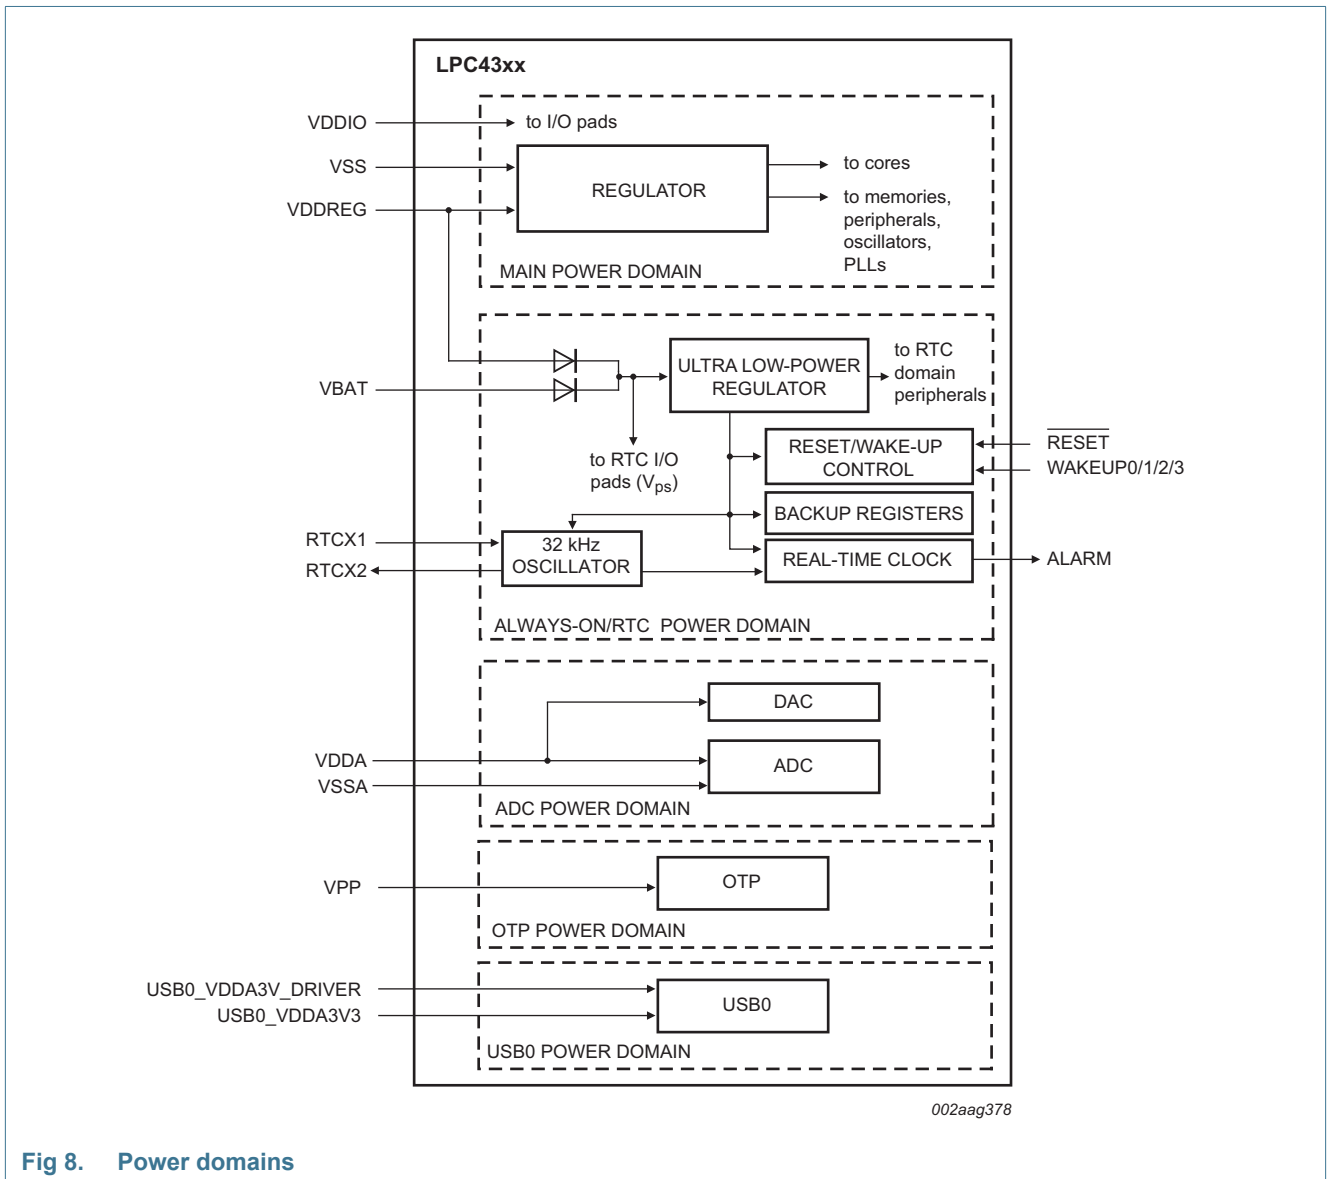 LPC43xx
VDDIO
to I/O pads
VSS
VDDREG
REGULATOR
to cores
to memories,
peripherals,
oscillators,
PLLs
MAIN POWER DOMAIN
VBAT
ULTRA LOW-POWER
REGULATOR
to RTC
domain
peripherals
to RTC I/O
pads (Vps)
RESET/WAKE-UP
CONTROL
RESET
WAKEUP0/1/2/3
BACKUP REGISTERS
RTCX1
RTCX2
32 kHz
OSCILLATOR
REAL-TIME CLOCK
ALARM
ALWAYS-ON/RTC POWER DOMAIN
DAC
VDDA
VSSA
ADC
ADC POWER DOMAIN
VPP
OTP
OTP POWER DOMAIN
USB0_VDDA3V_DRIVER
USB0_VDDA3V3
USB0
USB0 POWER DOMAIN
002aag378
Fig 8. Power domains